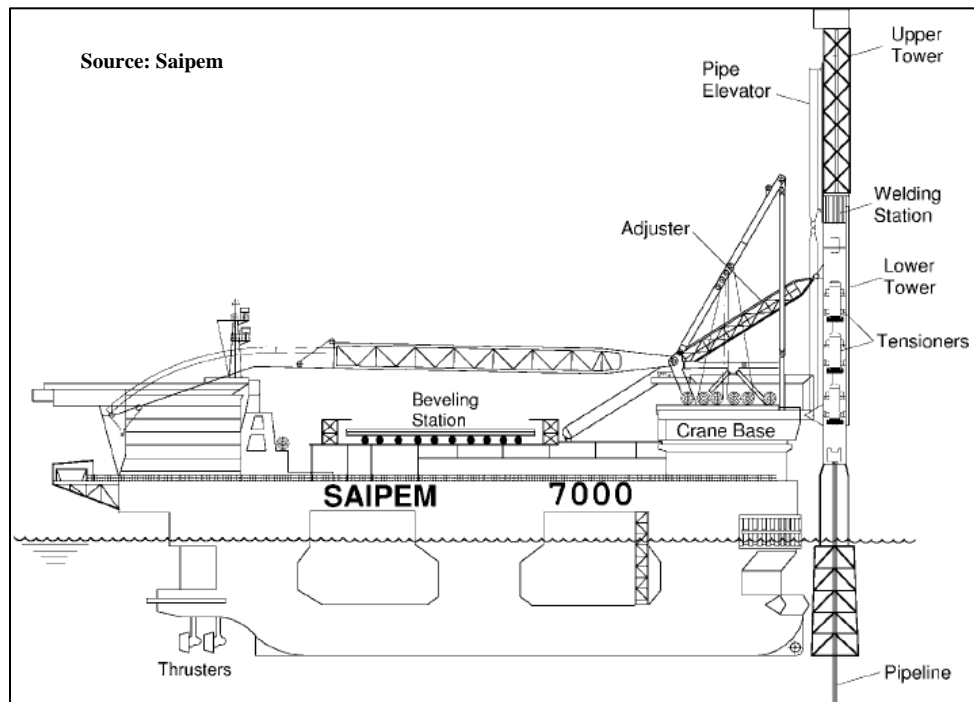 Source: Saipem
Upper
Tower
Pipe
Elevator
Welding
Station
Adjuster
Lower
Tower
Tensioners
Beveling
Station
Crane Base
SAIPEM 7000
Thrusters
Pipeline